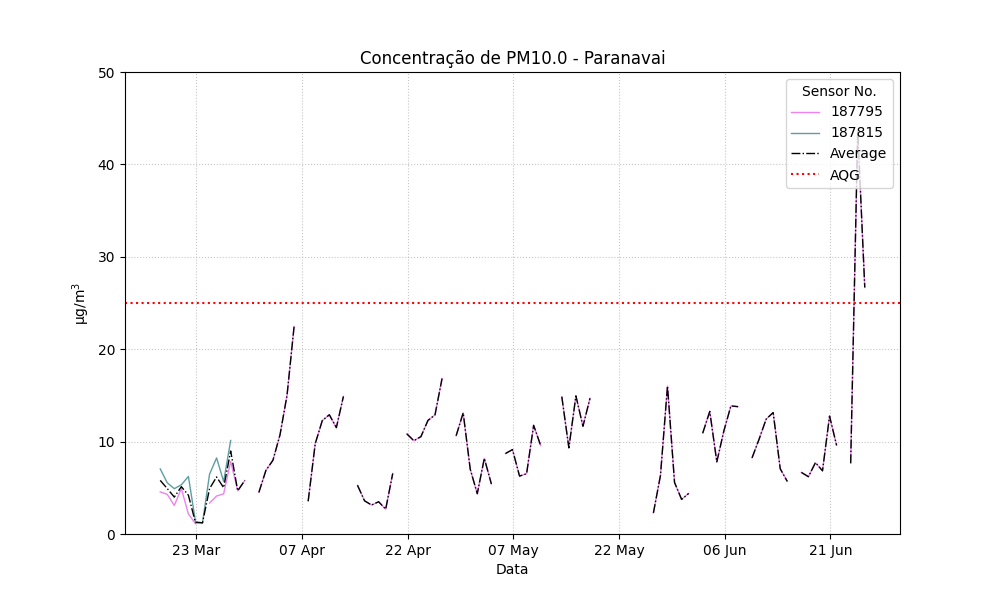 Concentração de PM10.0 - Paranavai
50
40
30
20
10
0
µg/m³
Sensor No.
187795
187815
Average
AQG
23 Mar
07 Apr
22 Apr
07 May
22 May
06 Jun
21 Jun
Data